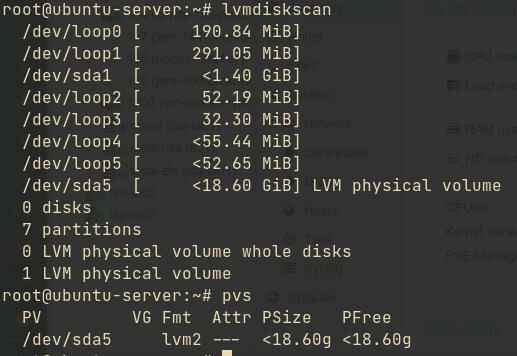 root@ubuntu-server:~# lvmdiskscan
/dev/loop0 [     190.84 MiB]
/dev/loop1 [     291.05 MiB]
/dev/sda1  [      <1.40 GiB]
/dev/loop2 [      52.19 MiB]
/dev/loop3 [      32.30 MiB]
/dev/loop4 [     <55.44 MiB]
/dev/loop5 [     <52.65 MiB]
/dev/sda5  [     <18.60 GiB] LVM physical volume
0 disks
7 partitions
0 LVM physical volume whole disks
1 LVM physical volume
root@ubuntu-server:~# pvs
PV         VG Fmt  Attr PSize   PFree
/dev/sda5     lvm2 ---  <18.60g <18.60g